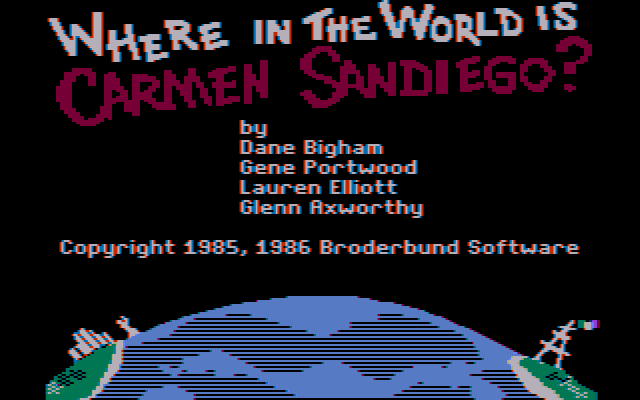 WHERE IN THE WORLD IS
CARMEN SANDIEGO?
by
Dane Bigham
Gene Portwood
Lauren Elliott
Glenn Axworthy
Copyright 1985, 1986 Broderbund Software